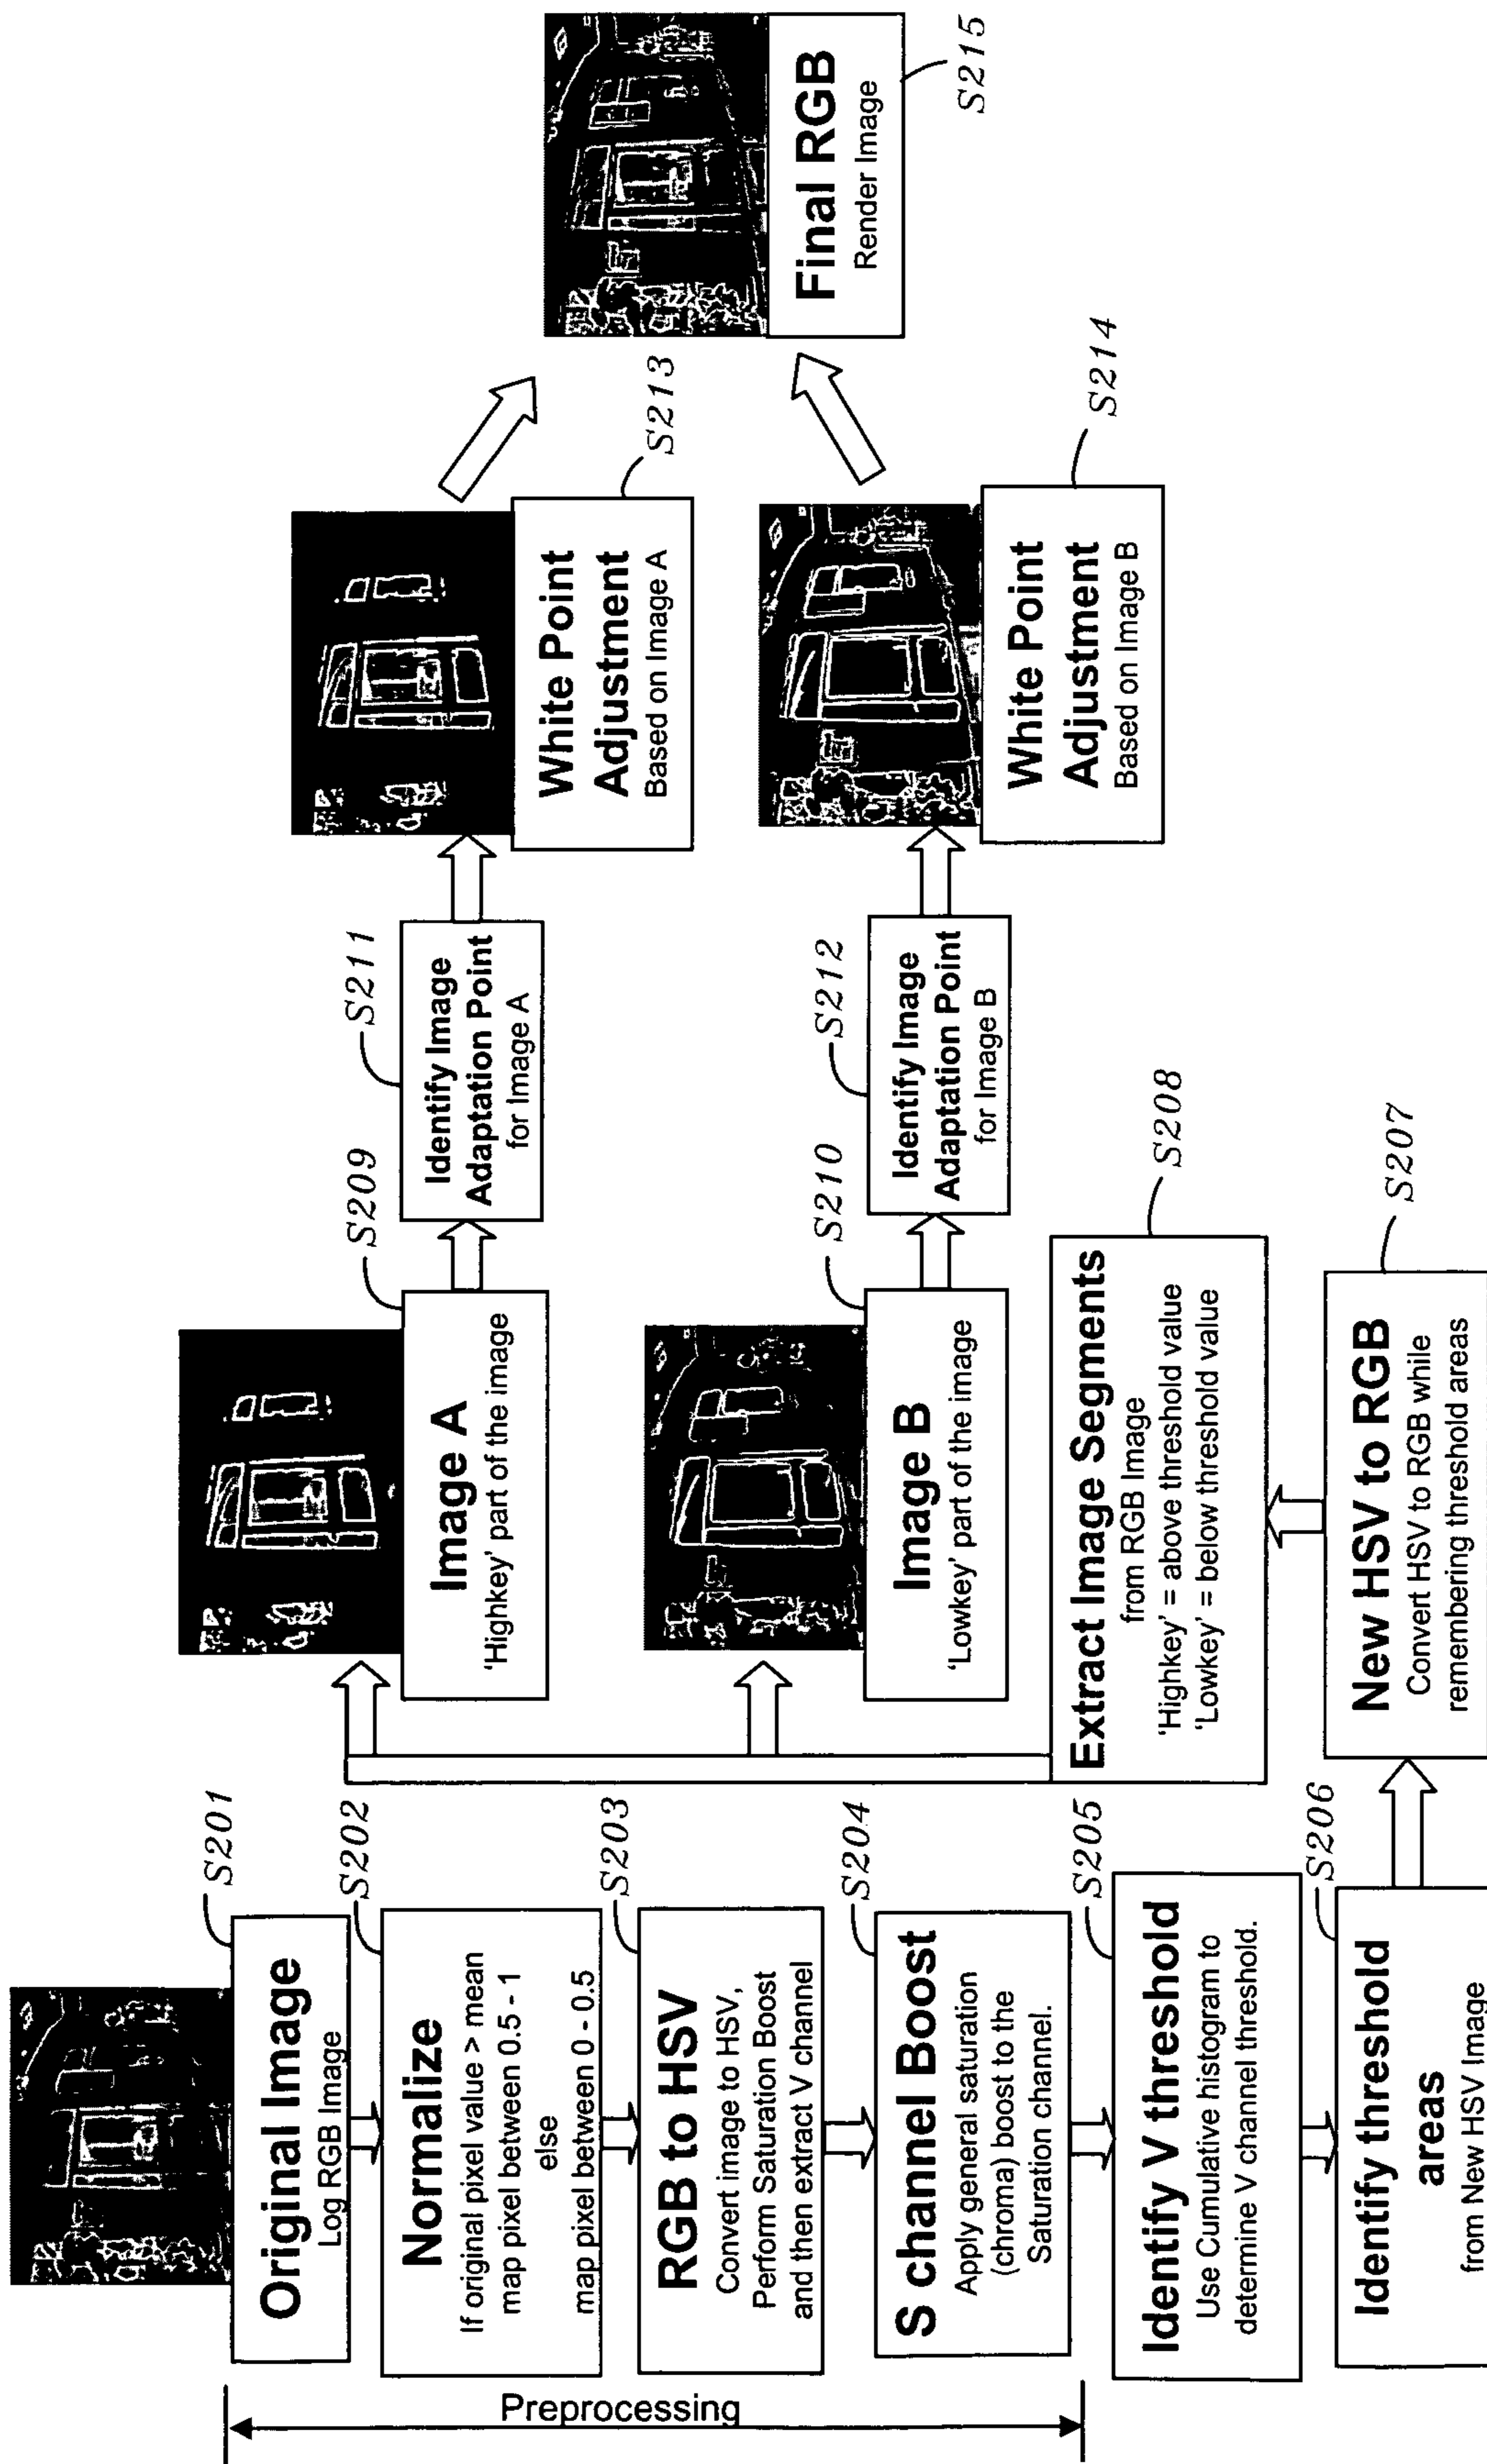 Preprocessing
S201
Original Image
Log RGB Image
S202
Normalize
If original pixel value > mean
map pixel between 0.5 - 1
else
map pixel between 0 - 0.5
S203
RGB to HSV
Convert image to HSV,
Perform Saturation Boost
and then extract V channel
S204
S channel Boost
Apply general saturation
(chroma) boost to the
Saturation channel.
S205
Identify V threshold
Use Cumulative histogram to
determine V channel threshold.
S206
Identify threshold
areas
from New HSV Image
S207
New HSV to RGB
Convert HSV to RGB while
remembering threshold areas
S208
Extract Image Segments
from RGB Image
'Highkey' = above threshold value
'Lowkey' = below threshold value
S209
Image A
'Highkey' part of the image
S210
Image B
'Lowkey' part of the image
S211
Identify Image
Adaptation Point
for Image A
S212
Identify Image
Adaptation Point
for Image B
S213
White Point
Adjustment
Based on Image A
S214
White Point
Adjustment
Based on Image B
S215
Final RGB
Render Image